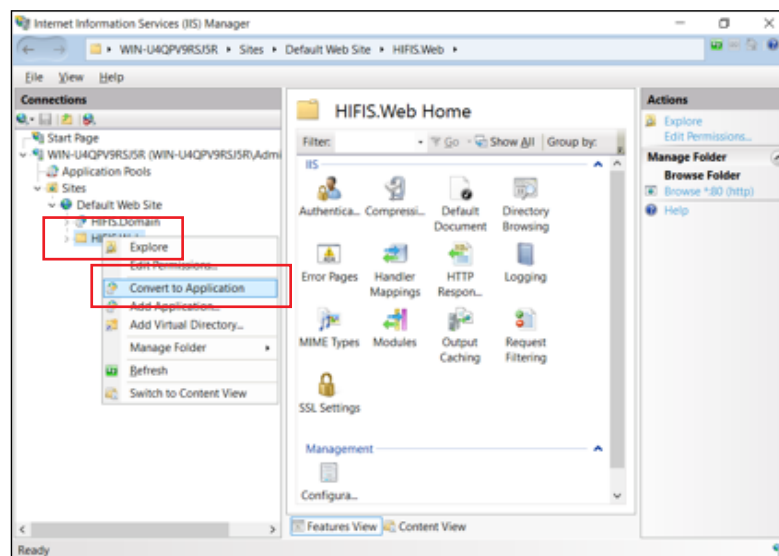 Internet Information Services (IIS) Manager
WIN-U4QPV9RSJ5R Sites Default Web Site HIFIS.Web
File View Help
Connections
Start Page
WIN-U4QPV9RSJ5R (WIN-U4QPV9RSJ5R\Admi
Application Pools
Sites
Default Web Site
HIFIS.Domain
Explore
Edit Permissions...
Convert to Application
Add Application...
Add Virtual Directory...
Manage Folder
Refresh
Switch to Content View
HIFIS.Web Home
Filter: Go Show All Group by:
IIS
Authentica... Compressi... Default Document Directory Browsing
Error Pages Handler Mappings HTTP Respon... Logging
MIME Types Modules Output Caching Request Filtering
SSL Settings
Management
Configura...
Features View Content View
Actions
Explore
Edit Permissions...
Manage Folder
Browse Folder
Browse *:80 (http)
Help
Ready